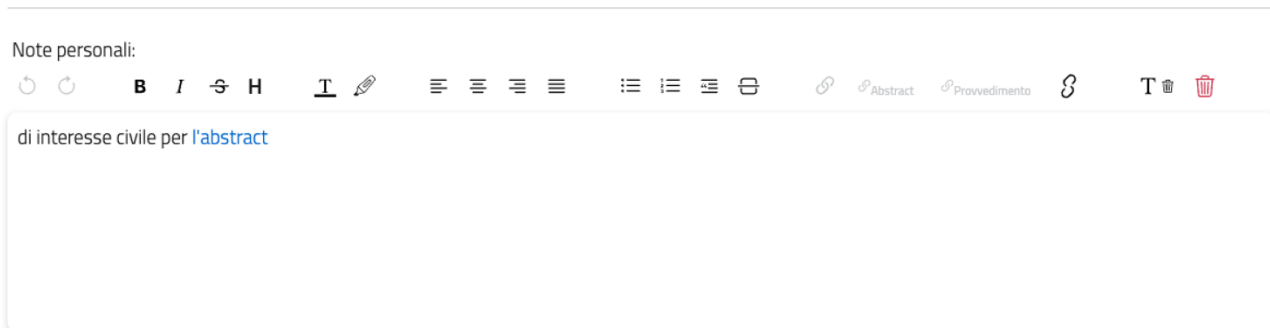 Note personali:
B I S H T Abstract Provvedimento T
di interesse civile per l'abstract